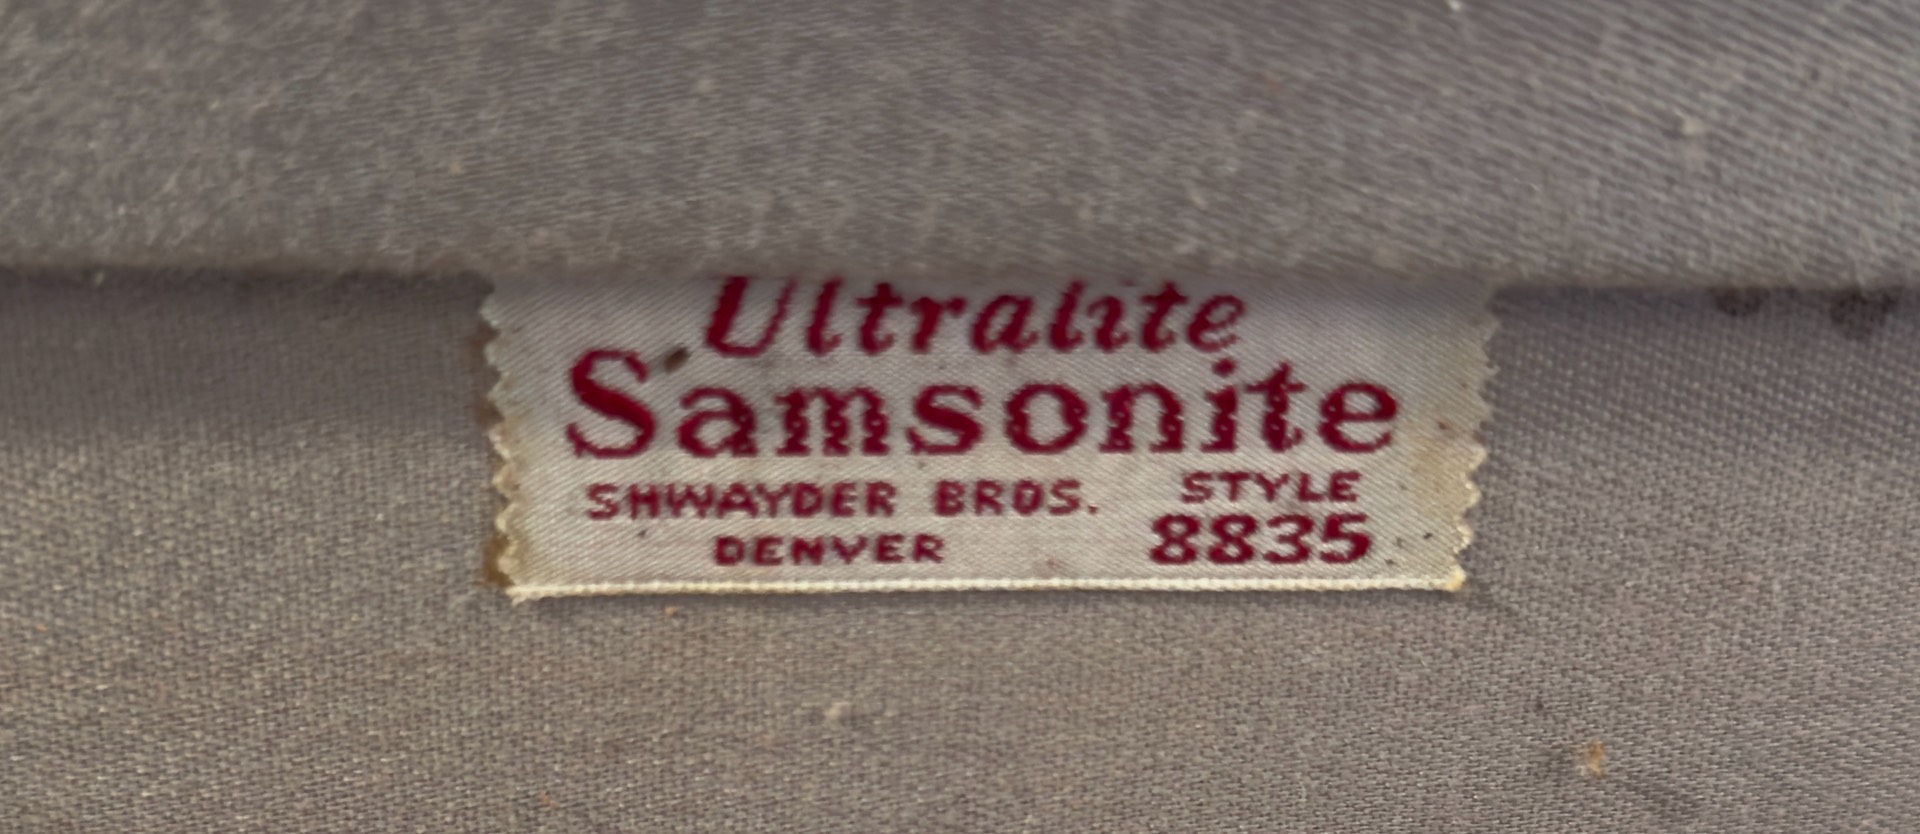 Ultralite
Samsonite
SHWAYDER BROS.
DENVER
STYLE
8835